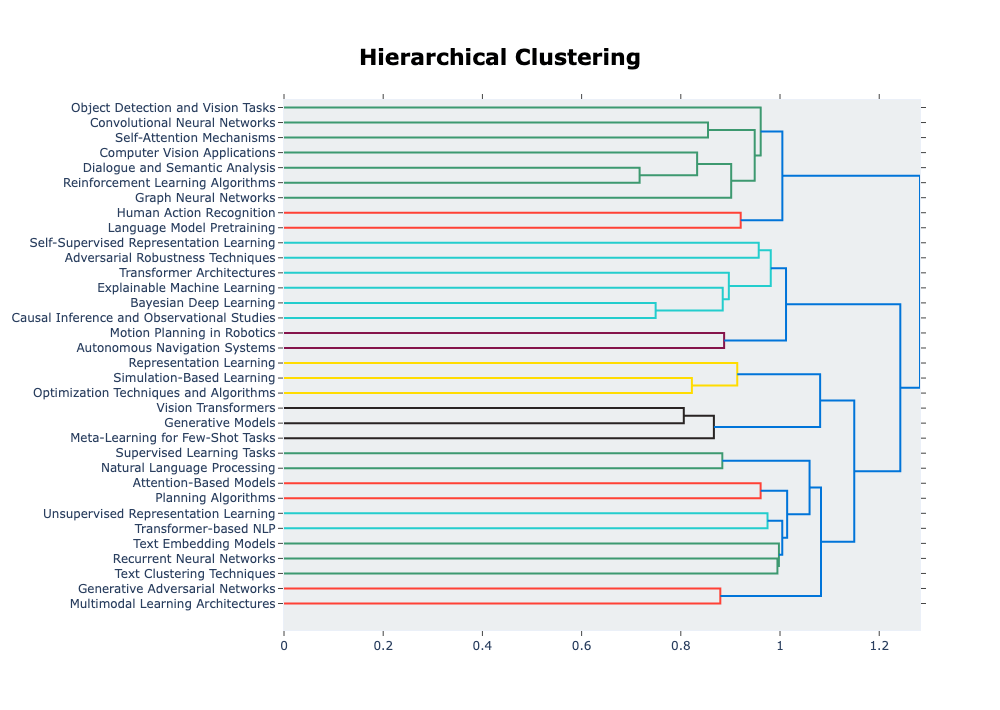 Hierarchical Clustering
Object Detection and Vision Tasks
Convolutional Neural Networks
Self-Attention Mechanisms
Computer Vision Applications
Dialogue and Semantic Analysis
Reinforcement Learning Algorithms
Graph Neural Networks
Human Action Recognition
Language Model Pretraining
Self-Supervised Representation Learning
Adversarial Robustness Techniques
Transformer Architectures
Explainable Machine Learning
Bayesian Deep Learning
Causal Inference and Observational Studies
Motion Planning in Robotics
Autonomous Navigation Systems
Representation Learning
Simulation-Based Learning
Optimization Techniques and Algorithms
Vision Transformers
Generative Models
Meta-Learning for Few-Shot Tasks
Supervised Learning Tasks
Natural Language Processing
Attention-Based Models
Planning Algorithms
Unsupervised Representation Learning
Transformer-based NLP
Text Embedding Models
Recurrent Neural Networks
Text Clustering Techniques
Generative Adversarial Networks
Multimodal Learning Architectures
0 0.2 0.4 0.6 0.8 1 1.2